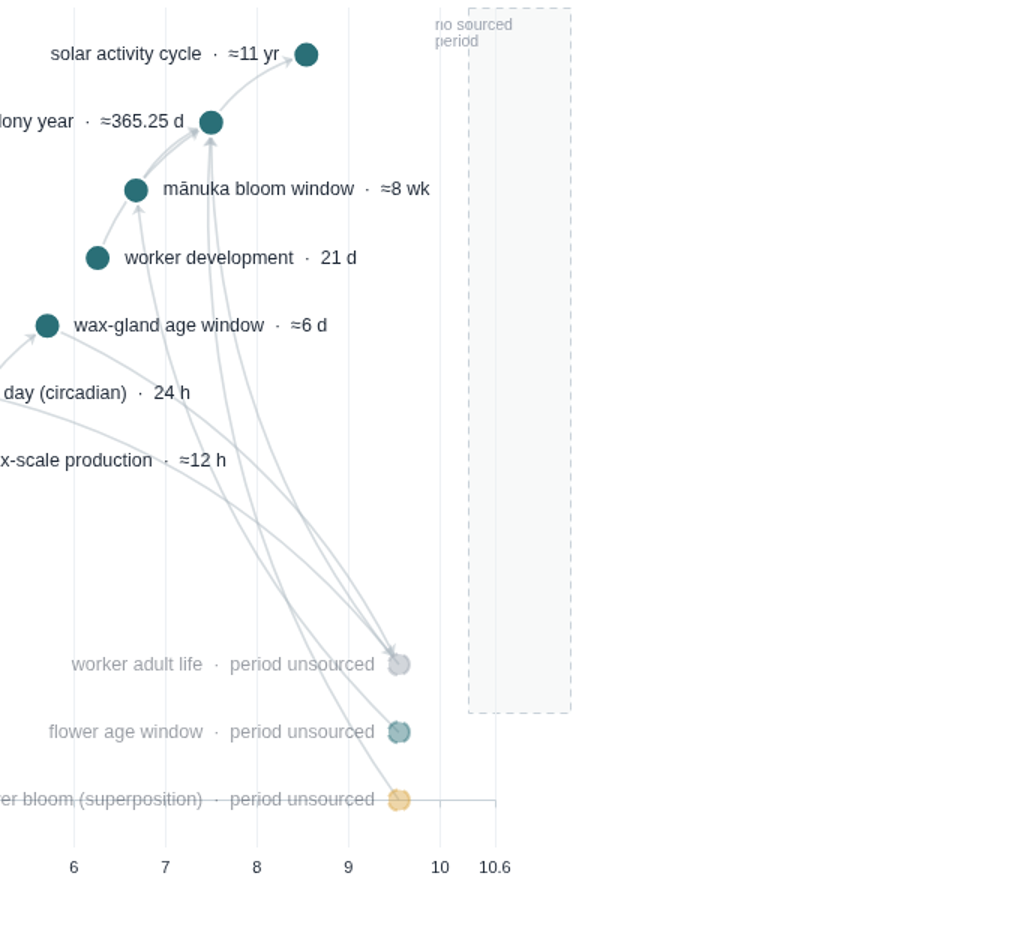 no sourced
period
solar activity cycle · ≈11 yr
lony year · ≈365.25 d
mānuka bloom window · ≈8 wk
worker development · 21 d
wax-gland age window · ≈6 d
day (circadian) · 24 h
x-scale production · ≈12 h
worker adult life · period unsourced
flower age window · period unsourced
er bloom (superposition) · period unsourced
6 7 8 9 10 10.6